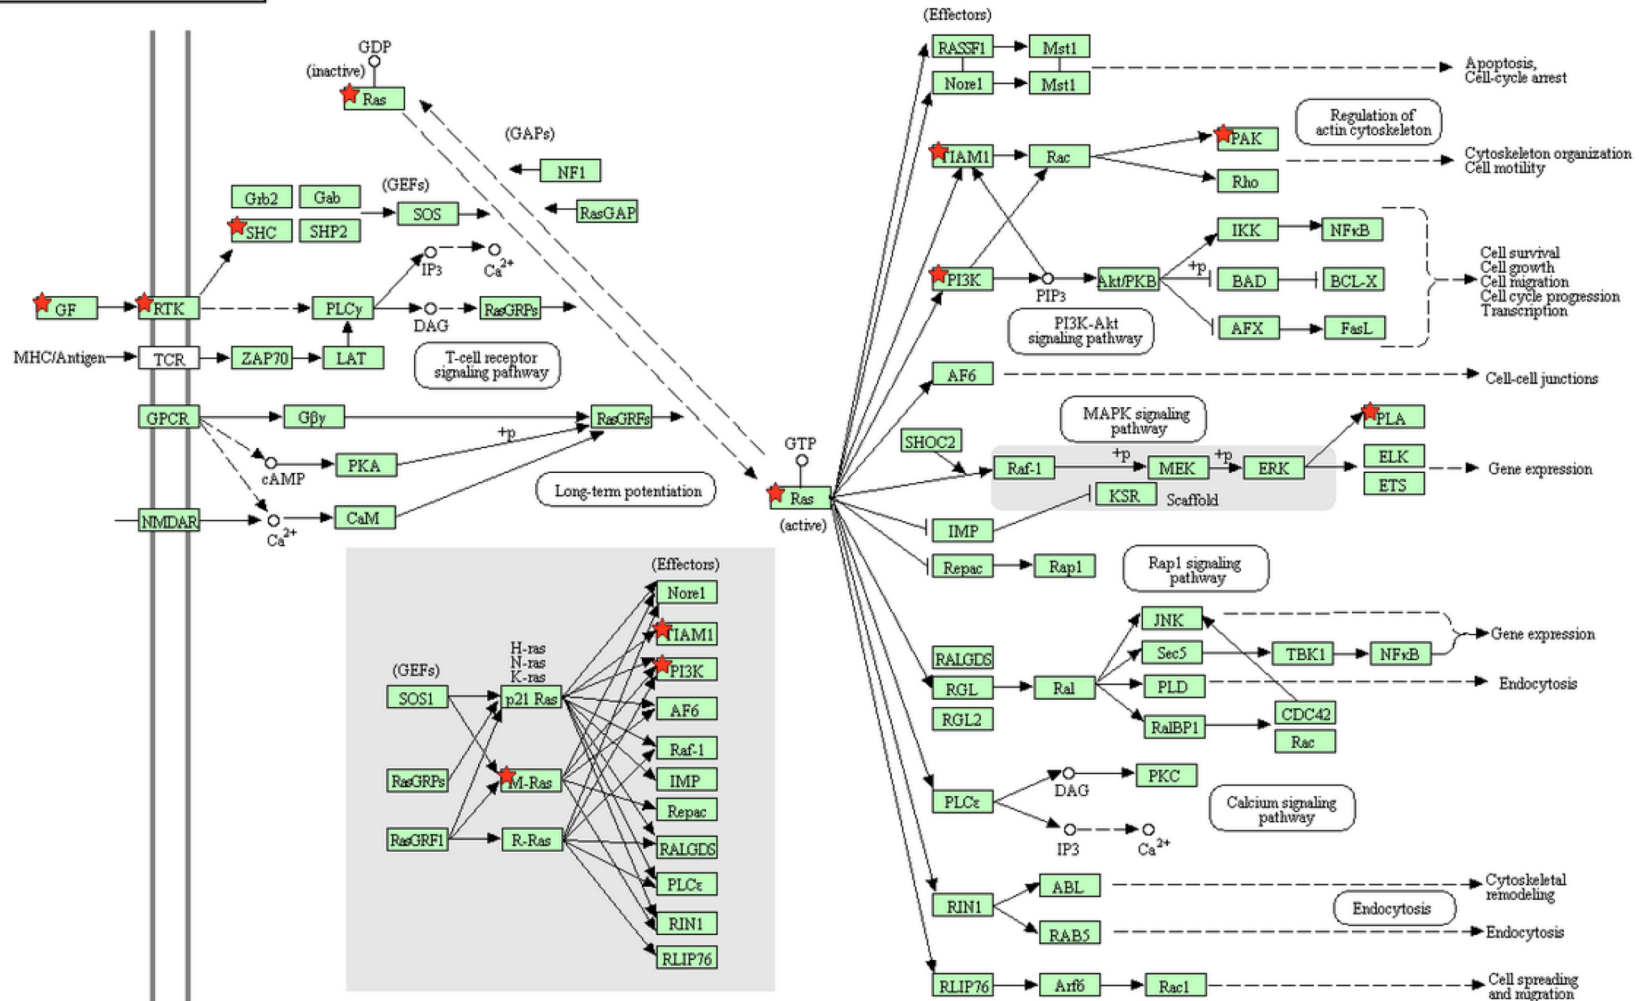 (Effectors)
GDP
(inactive)
Ras
(GAPs)
NF1
RasGAP
(GEFs)
Grb2
Gab
SHC
SHP2
SOS
IP3
Ca2+
GF
RTK
PLCγ
DAG
RasGRPs
MHC/Antigen
TCR
ZAP70
LAT
T-cell receptor
signaling pathway
GPCR
Gβγ
RasGRFs
+p
cAMP
PKA
Long-term potentiation
NMDAR
Ca2+
CaM
GTP
Ras
(active)
RASSF1
Mst1
Nore1
Mst1
Apoptosis,
Cell-cycle arrest
Regulation of
actin cytoskeleton
TIAM1
Rac
PAK
Rho
Cytoskeleton organization
Cell motility
PI3K
PIP3
Akt/PKB
+p
IKK
NFκB
BAD
BCL-X
AFX
FasL
Cell survival
Cell growth
Cell migration
Cell cycle progression
Transcription
PI3K-Akt
signaling pathway
AF6
Cell-cell junctions
MAPK signaling
pathway
SHOC2
Raf-1
+p
MEK
+p
ERK
PLA
ELK
ETS
Gene expression
KSR
Scaffold
IMP
Repac
Rap1
Rap1 signaling
pathway
RALGDS
RGL
RGL2
Ral
JNK
Sec5
TBK1
NFκB
Gene expression
PLD
Endocytosis
RalBP1
CDC42
Rac
PLCε
DAG
PKC
IP3
Ca2+
Calcium signaling
pathway
RIN1
ABL
Cytoskeletal
remodeling
Endocytosis
RAB5
Endocytosis
RLIP76
Arf6
Rac1
Cell spreading
and migration
(Effectors)
Nore1
TIAM1
PI3K
AF6
Raf-1
IMP
Repac
RALGDS
PLCε
RIN1
RLIP76
H-ras
N-ras
K-ras
(GEFs)
SOS1
p21 Ras
RasGRPs
M-Ras
RasGRF1
R-Ras